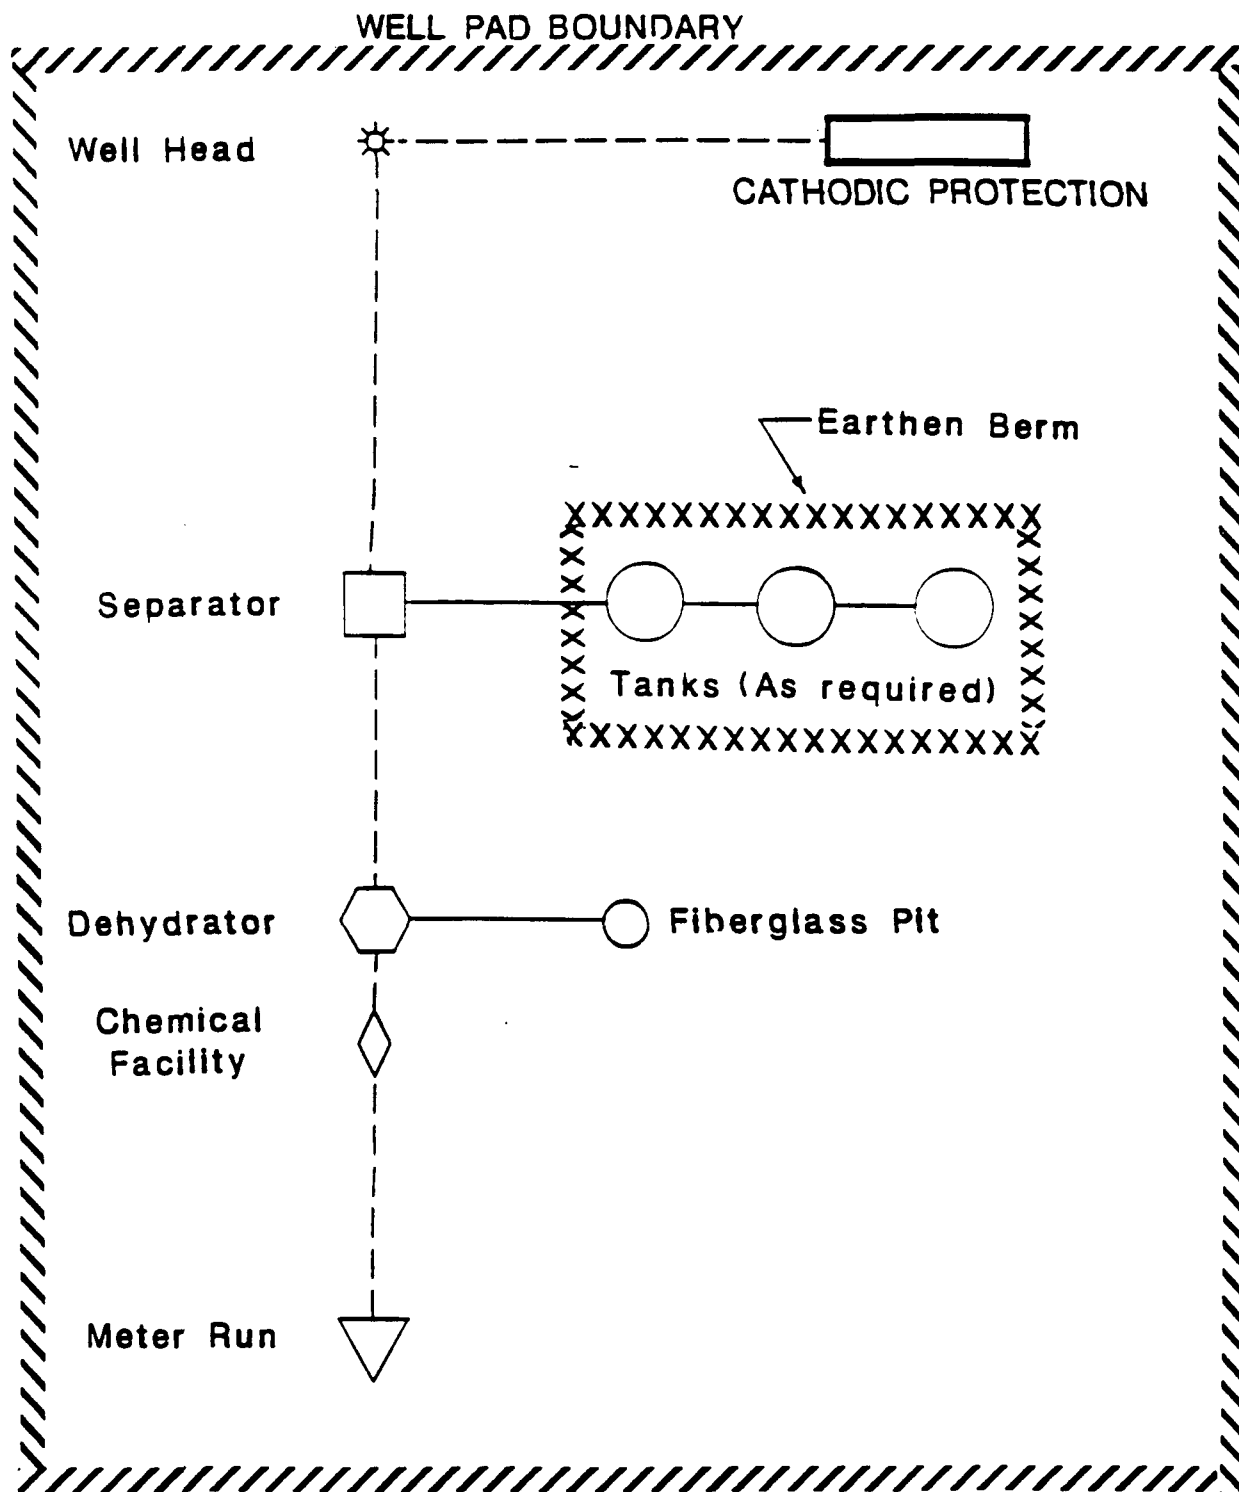 WELL PAD BOUNDARY
Well Head
CATHODIC PROTECTION
Earthen Berm
Separator
Tanks (As required)
Dehydrator
Fiberglass Pit
Chemical
Facility
Meter Run